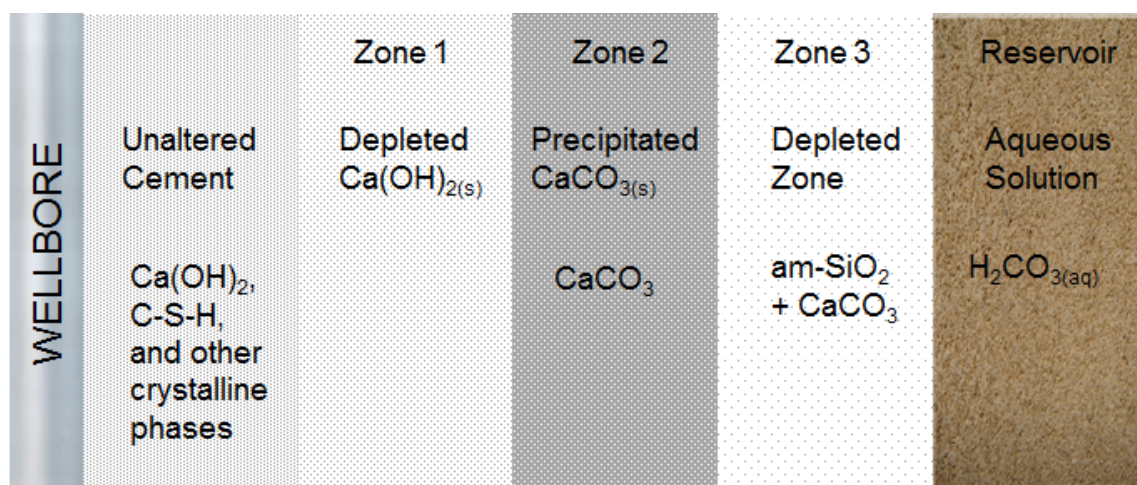 WELLBORE
Unaltered
Cement
Ca(OH)₂,
C-S-H,
and other
crystalline
phases
Zone 1
Depleted
Ca(OH)₂₍ₛ₎
Zone 2
Precipitated
CaCO₃₍ₛ₎
CaCO₃
Zone 3
Depleted
Zone
am-SiO₂
+ CaCO₃
Reservoir
Aqueous
Solution
H₂CO₃(aq)